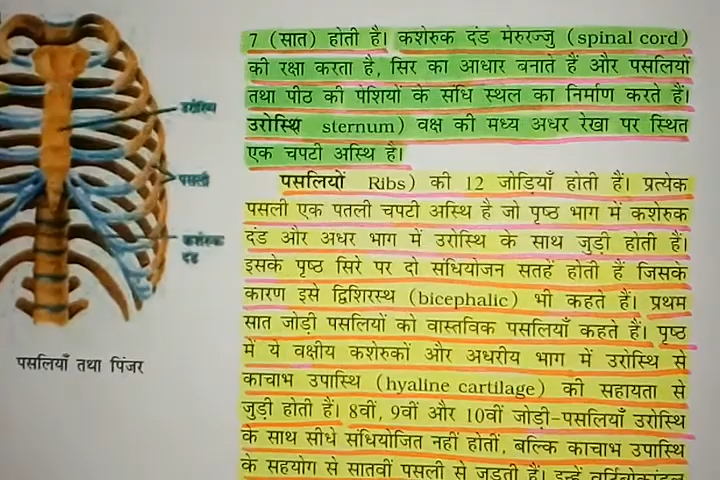 7 (सात) होती है। कशेरुक दंड मेरुरज्जु (spinal cord)
की रक्षा करता है, सिर का आधार बनाते हैं और पसलियों
तथा पीठ की पेशियों के संधि स्थल का निर्माण करते हैं।
उरोस्थि sternum) वक्ष की मध्य अधर रेखा पर स्थित
एक चपटी अस्थि है।
पसलियों Ribs) की 12 जोड़ियाँ होती हैं। प्रत्येक
पसली एक पतली चपटी अस्थि है जो पृष्ठ भाग में कशेरुक
दंड और अधर भाग में उरोस्थि के साथ जुड़ी होती हैं।
इसके पृष्ठ सिरे पर दो संधियोजन सतहें होती हैं जिसके
कारण इसे द्विशिरस्थ (bicephalic) भी कहते हैं। प्रथम
सात जोड़ी पसलियों को वास्तविक पसलियाँ कहते हैं। पृष्ठ
में ये वक्षीय कशेरुकों और अधरीय भाग में उरोस्थि से
काचाभ उपास्थि (hyaline cartilage) की सहायता से
जुड़ी होती हैं। 8वीं, 9वीं और 10वीं जोड़ी-पसलियाँ उरोस्थि
के साथ सीधे संधियोजित नहीं होतीं, बल्कि काचाभ उपास्थि
के सहयोग से सातवीं पसली से जुड़ती हैं। इन्हें
उरोस्थि
पसली
कशेरुक
दंड
पसलियाँ तथा पिंजर